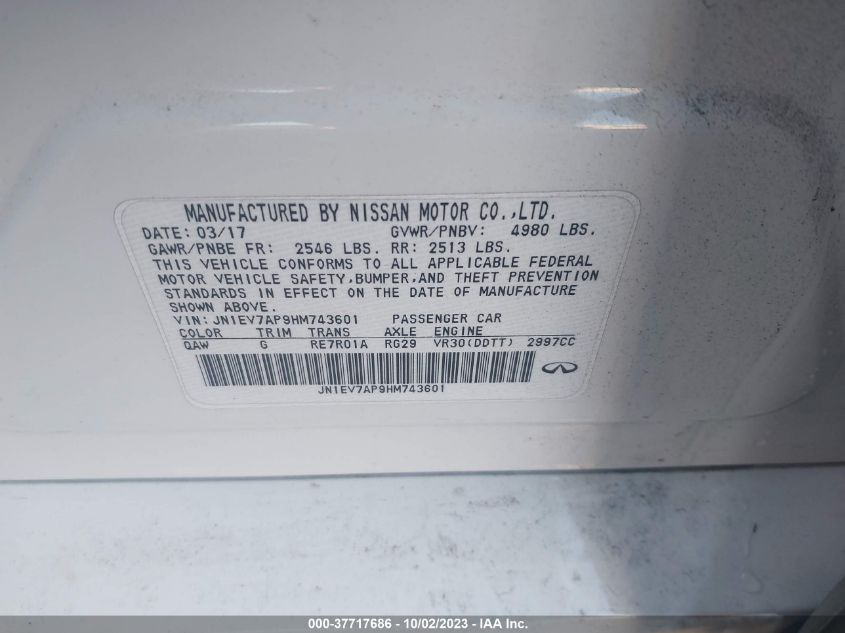 MANUFACTURED BY NISSAN MOTOR CO.,LTD.
DATE: 03/17 GVWR/PNBV: 4980 LBS.
GAWR/PNBE FR: 2546 LBS. RR: 2513 LBS.
THIS VEHICLE CONFORMS TO ALL APPLICABLE FEDERAL
MOTOR VEHICLE SAFETY,BUMPER,AND THEFT PREVENTION
STANDARDS IN EFFECT ON THE DATE OF MANUFACTURE
SHOWN ABOVE.
VIN: JN1EV7AP9HM743601 PASSENGER CAR
COLOR TRIM TRANS AXLE ENGINE
QAW G RE7R01A RG29 VR30(DDTT) 2997CC
JN1EV7AP9HM743601
000-37717686 - 10/02/2023 - IAA Inc.